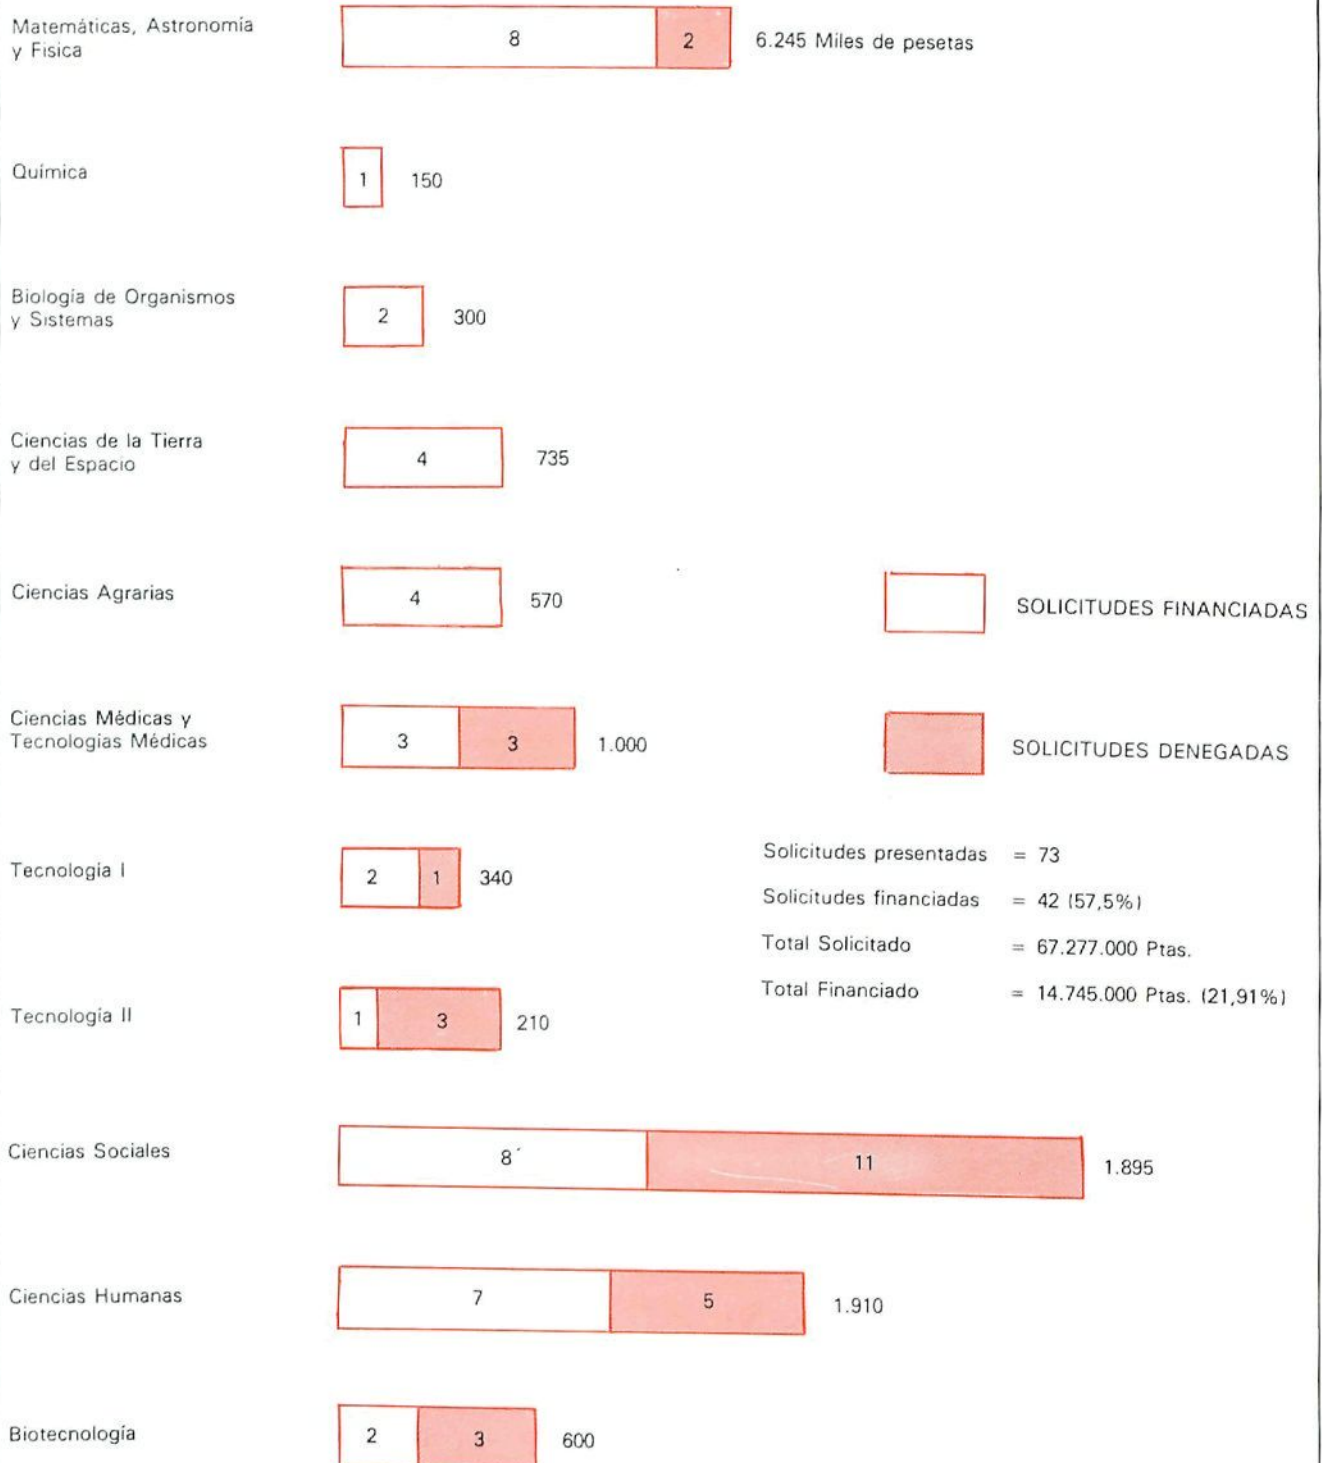 Matemáticas, Astronomía
y Fisica
8
2
6.245 Miles de pesetas
Química
1
150
Biología de Organismos
y Sistemas
2
300
Ciencias de la Tierra
y del Espacio
4
735
Ciencias Agrarias
4
570
SOLICITUDES FINANCIADAS
Ciencias Médicas y
Tecnologias Médicas
3
3
1.000
SOLICITUDES DENEGADAS
Tecnología I
2
1
340
Solicitudes presentadas = 73
Solicitudes financiadas = 42 (57,5%)
Total Solicitado = 67.277.000 Ptas.
Total Financiado = 14.745.000 Ptas. (21,91%)
Tecnología II
1
3
210
Ciencias Sociales
8
11
1.895
Ciencias Humanas
7
5
1.910
Biotecnología
2
3
600